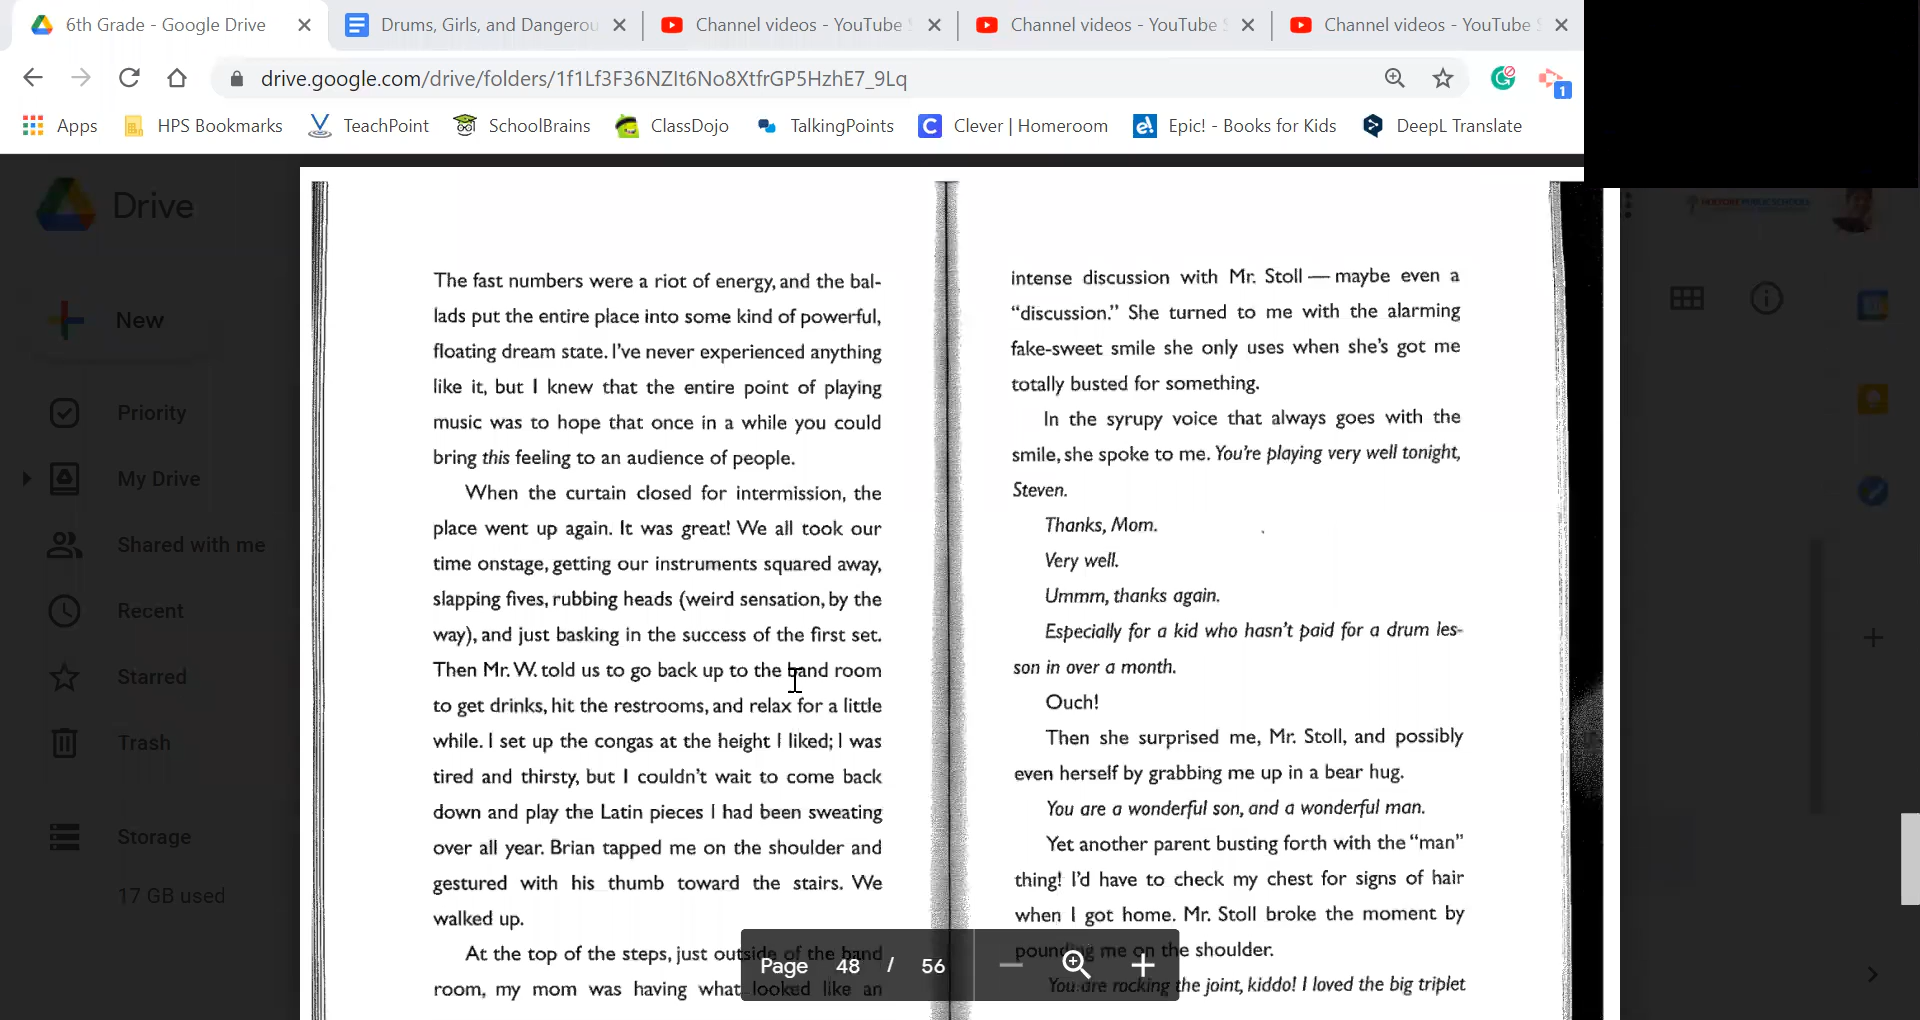 6th Grade - Google Drive
Drums, Girls, and Dangerou
Channel videos - YouTube
Channel videos - YouTube
Channel videos - YouTube
drive.google.com/drive/folders/1f1Lf3F36NZIt6No8XtfrGP5HzhE7_9Lq
1
Apps
HPS Bookmarks
TeachPoint
SchoolBrains
ClassDojo
TalkingPoints
Clever | Homeroom
Epic! - Books for Kids
DeepL Translate
Drive
New
Priority
My Drive
Shared with me
Recent
Starred
Trash
Storage
17 GB used
The fast numbers were a riot of energy, and the bal-
lads put the entire place into some kind of powerful,
floating dream state. I've never experienced anything
like it, but I knew that the entire point of playing
music was to hope that once in a while you could
bring this feeling to an audience of people.
When the curtain closed for intermission, the
place went up again. It was great! We all took our
time onstage, getting our instruments squared away,
slapping fives, rubbing heads (weird sensation, by the
way), and just basking in the success of the first set.
Then Mr. W. told us to go back up to the band room
to get drinks, hit the restrooms, and relax for a little
while. I set up the congas at the height I liked; I was
tired and thirsty, but I couldn't wait to come back
down and play the Latin pieces I had been sweating
over all year. Brian tapped me on the shoulder and
gestured with his thumb toward the stairs. We
walked up.
At the top of the steps, just outside of the band
room, my mom was having what looked like an
intense discussion with Mr. Stoll — maybe even a
“discussion.” She turned to me with the alarming
fake-sweet smile she only uses when she's got me
totally busted for something.
In the syrupy voice that always goes with the
smile, she spoke to me. You're playing very well tonight,
Steven.
Thanks, Mom.
Very well.
Ummm, thanks again.
Especially for a kid who hasn't paid for a drum les-
son in over a month.
Ouch!
Then she surprised me, Mr. Stoll, and possibly
even herself by grabbing me up in a bear hug.
You are a wonderful son, and a wonderful man.
Yet another parent busting forth with the “man”
thing! I'd have to check my chest for signs of hair
when I got home. Mr. Stoll broke the moment by
pounding me on the shoulder.
You are rocking the joint, kiddo! I loved the big triplet
Page 48 / 56